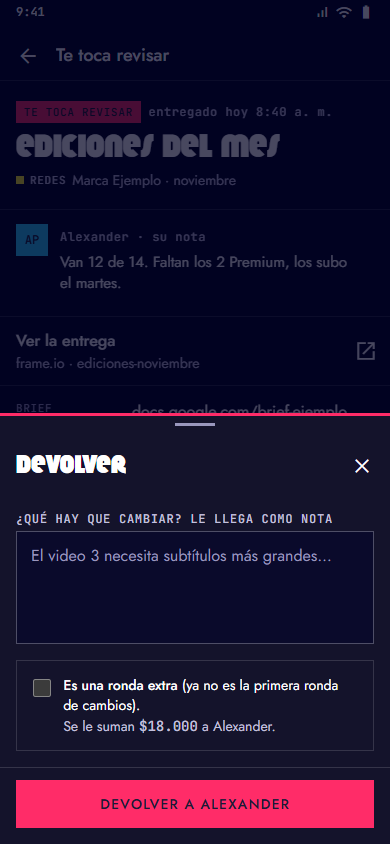 9:41
Te toca revisar
TE TOCA REVISAR entregado hoy 8:40 a. m.
EDICIONES DEL MES
REDES Marca Ejemplo · noviembre
AP
Alexander · su nota
Van 12 de 14. Faltan los 2 Premium, los subo
el martes.
Ver la entrega
frame.io · ediciones-noviembre
BRIEF docs.google.com/brief-ejemplo
DEVOLVER
¿QUÉ HAY QUE CAMBIAR? LE LLEGA COMO NOTA
El video 3 necesita subtítulos más grandes...
Es una ronda extra (ya no es la primera ronda
de cambios).
Se le suman $18.000 a Alexander.
DEVOLVER A ALEXANDER